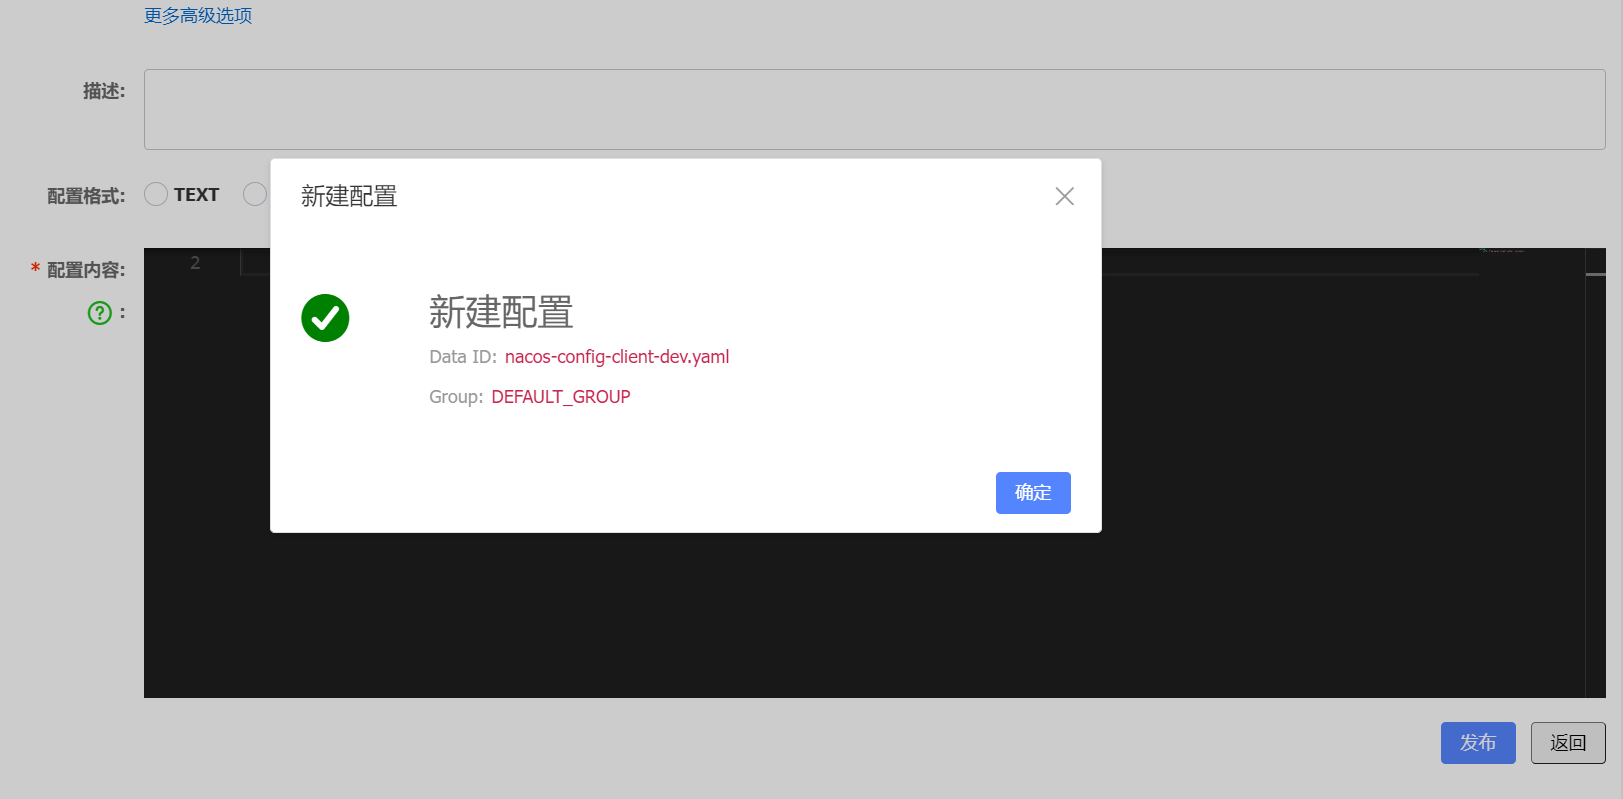 更多高级选项
描述:
配置格式: TEXT
* 配置内容:
? :
2
新建配置
新建配置
Data ID: nacos-config-client-dev.yaml
Group: DEFAULT_GROUP
确定
发布 返回